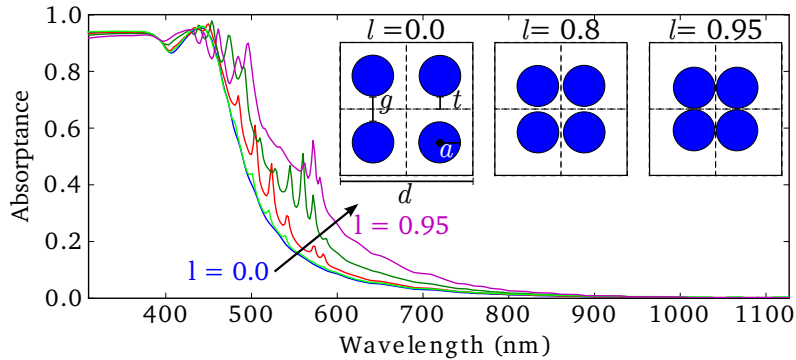 l =0.0 l= 0.8 l= 0.95
1.0
0.8
0.6
0.4
0.2
0.0
Absorptance
g t
a
d
l = 0.95
l = 0.0
400 500 600 700 800 900 1000 1100
Wavelength (nm)